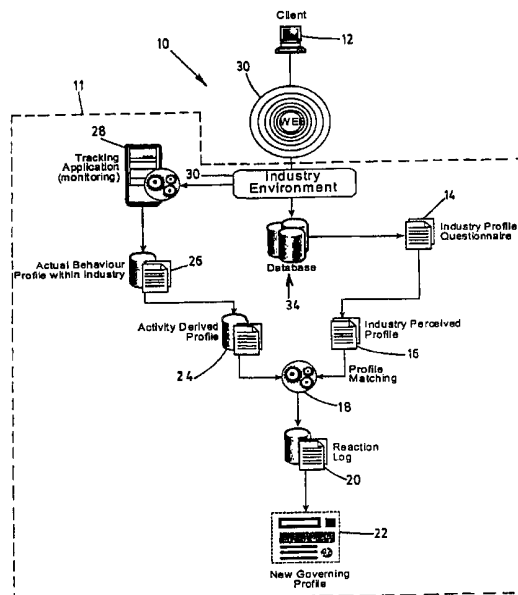 Client
12
10
30
WEB
11
28
Tracking
Application
(monitoring)
30
Industry
Environment
14
Industry Profile
Questionnaire
Database
34
Actual Behaviour
Profile within industry
26
Activity Derived
Profile
24
Industry Perceived
Profile
16
Profile
Matching
18
Reaction
Log
20
22
New Governing
Profile